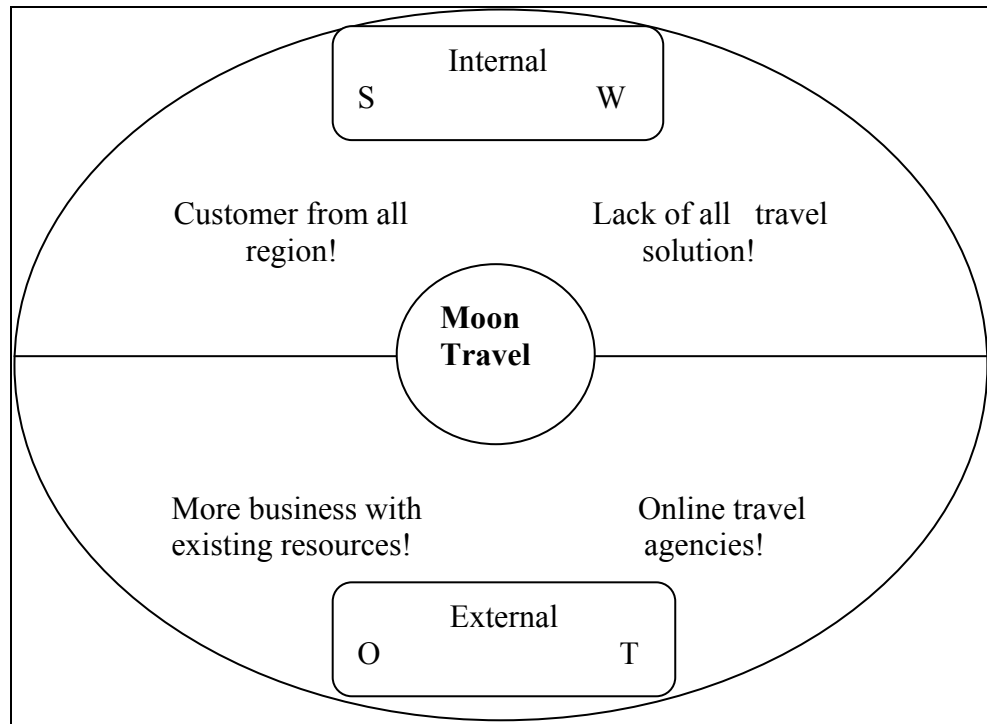 Internal
S W
Customer from all
region!
Lack of all travel
solution!
Moon
Travel
More business with
existing resources!
Online travel
agencies!
External
O T